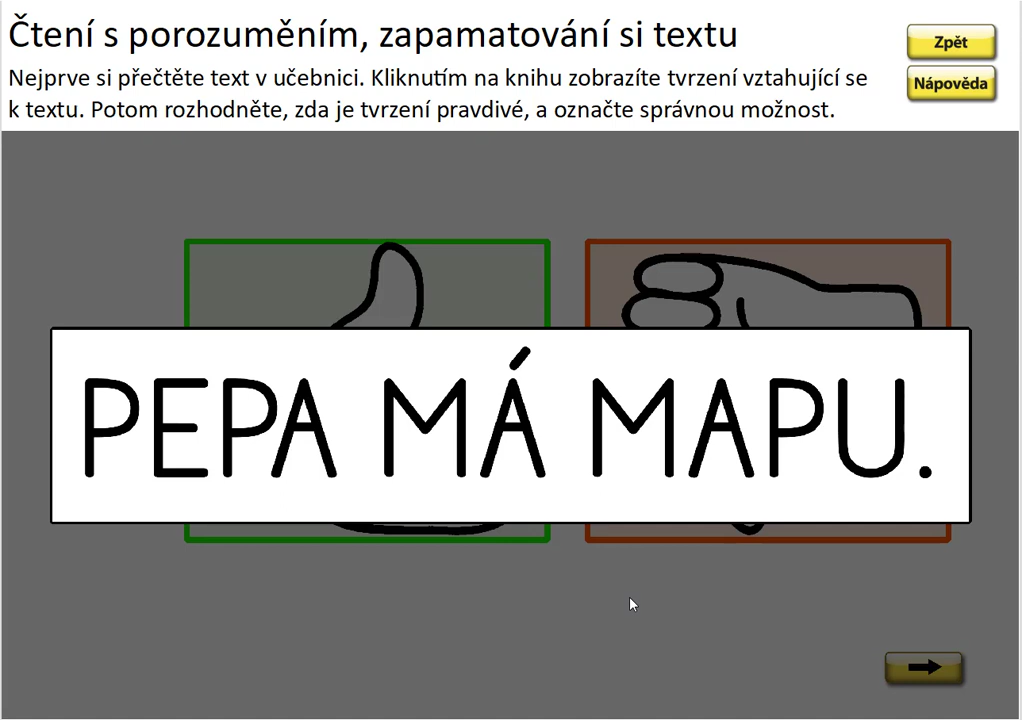 Čtení s porozuměním, zapamatování si textu
Zpět
Nejprve si přečtěte text v učebnici. Kliknutím na knihu zobrazíte tvrzení vztahující se
k textu. Potom rozhodněte, zda je tvrzení pravdivé, a označte správnou možnost.
Nápověda
PEPA MÁ MAPU.